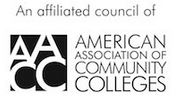 An affiliated council of
AACC
AMERICAN
ASSOCIATION OF
COMMUNITY
COLLEGES